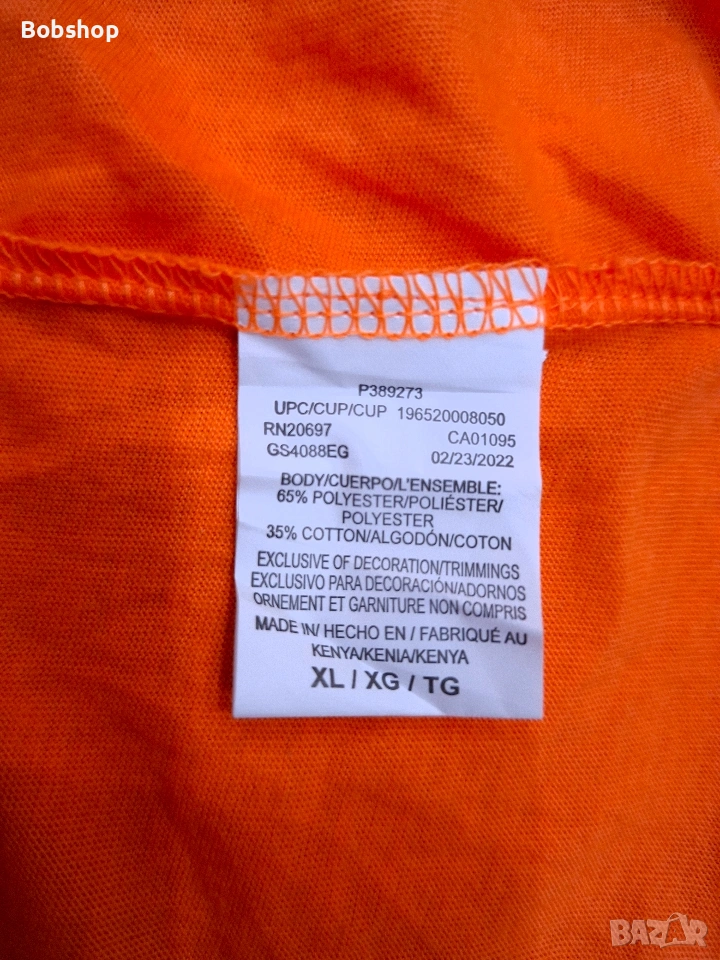 Bobshop
P389273
UPC/CUP/CUP 196520008050
RN20697 CA01095
GS4088EG 02/23/2022
BODY/CUERPO/L'ENSEMBLE:
65% POLYESTER/POLIÉSTER/
POLYESTER
35% COTTON/ALGODÓN/COTON
EXCLUSIVE OF DECORATION/TRIMMINGS
EXCLUSIVO PARA DECORACIÓN/ADORNOS
ORNEMENT ET GARNITURE NON COMPRIS
MADE IN/ HECHO EN / FABRIQUÉ AU
KENYA/KENIA/KENYA
XL / XG / TG
BAZAR